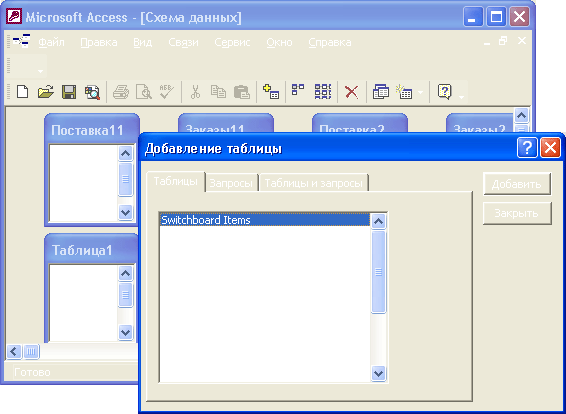 Microsoft Access - [Схема данных]
Файл Правка Вид Связи Сервис Окно Справка
Поставка11 Заказы11 Поставка2 Заказы2
Добавление таблицы
Таблицы Запросы Таблицы и запросы
Добавить
Закрыть
Switchboard Items
Таблица1
Готово